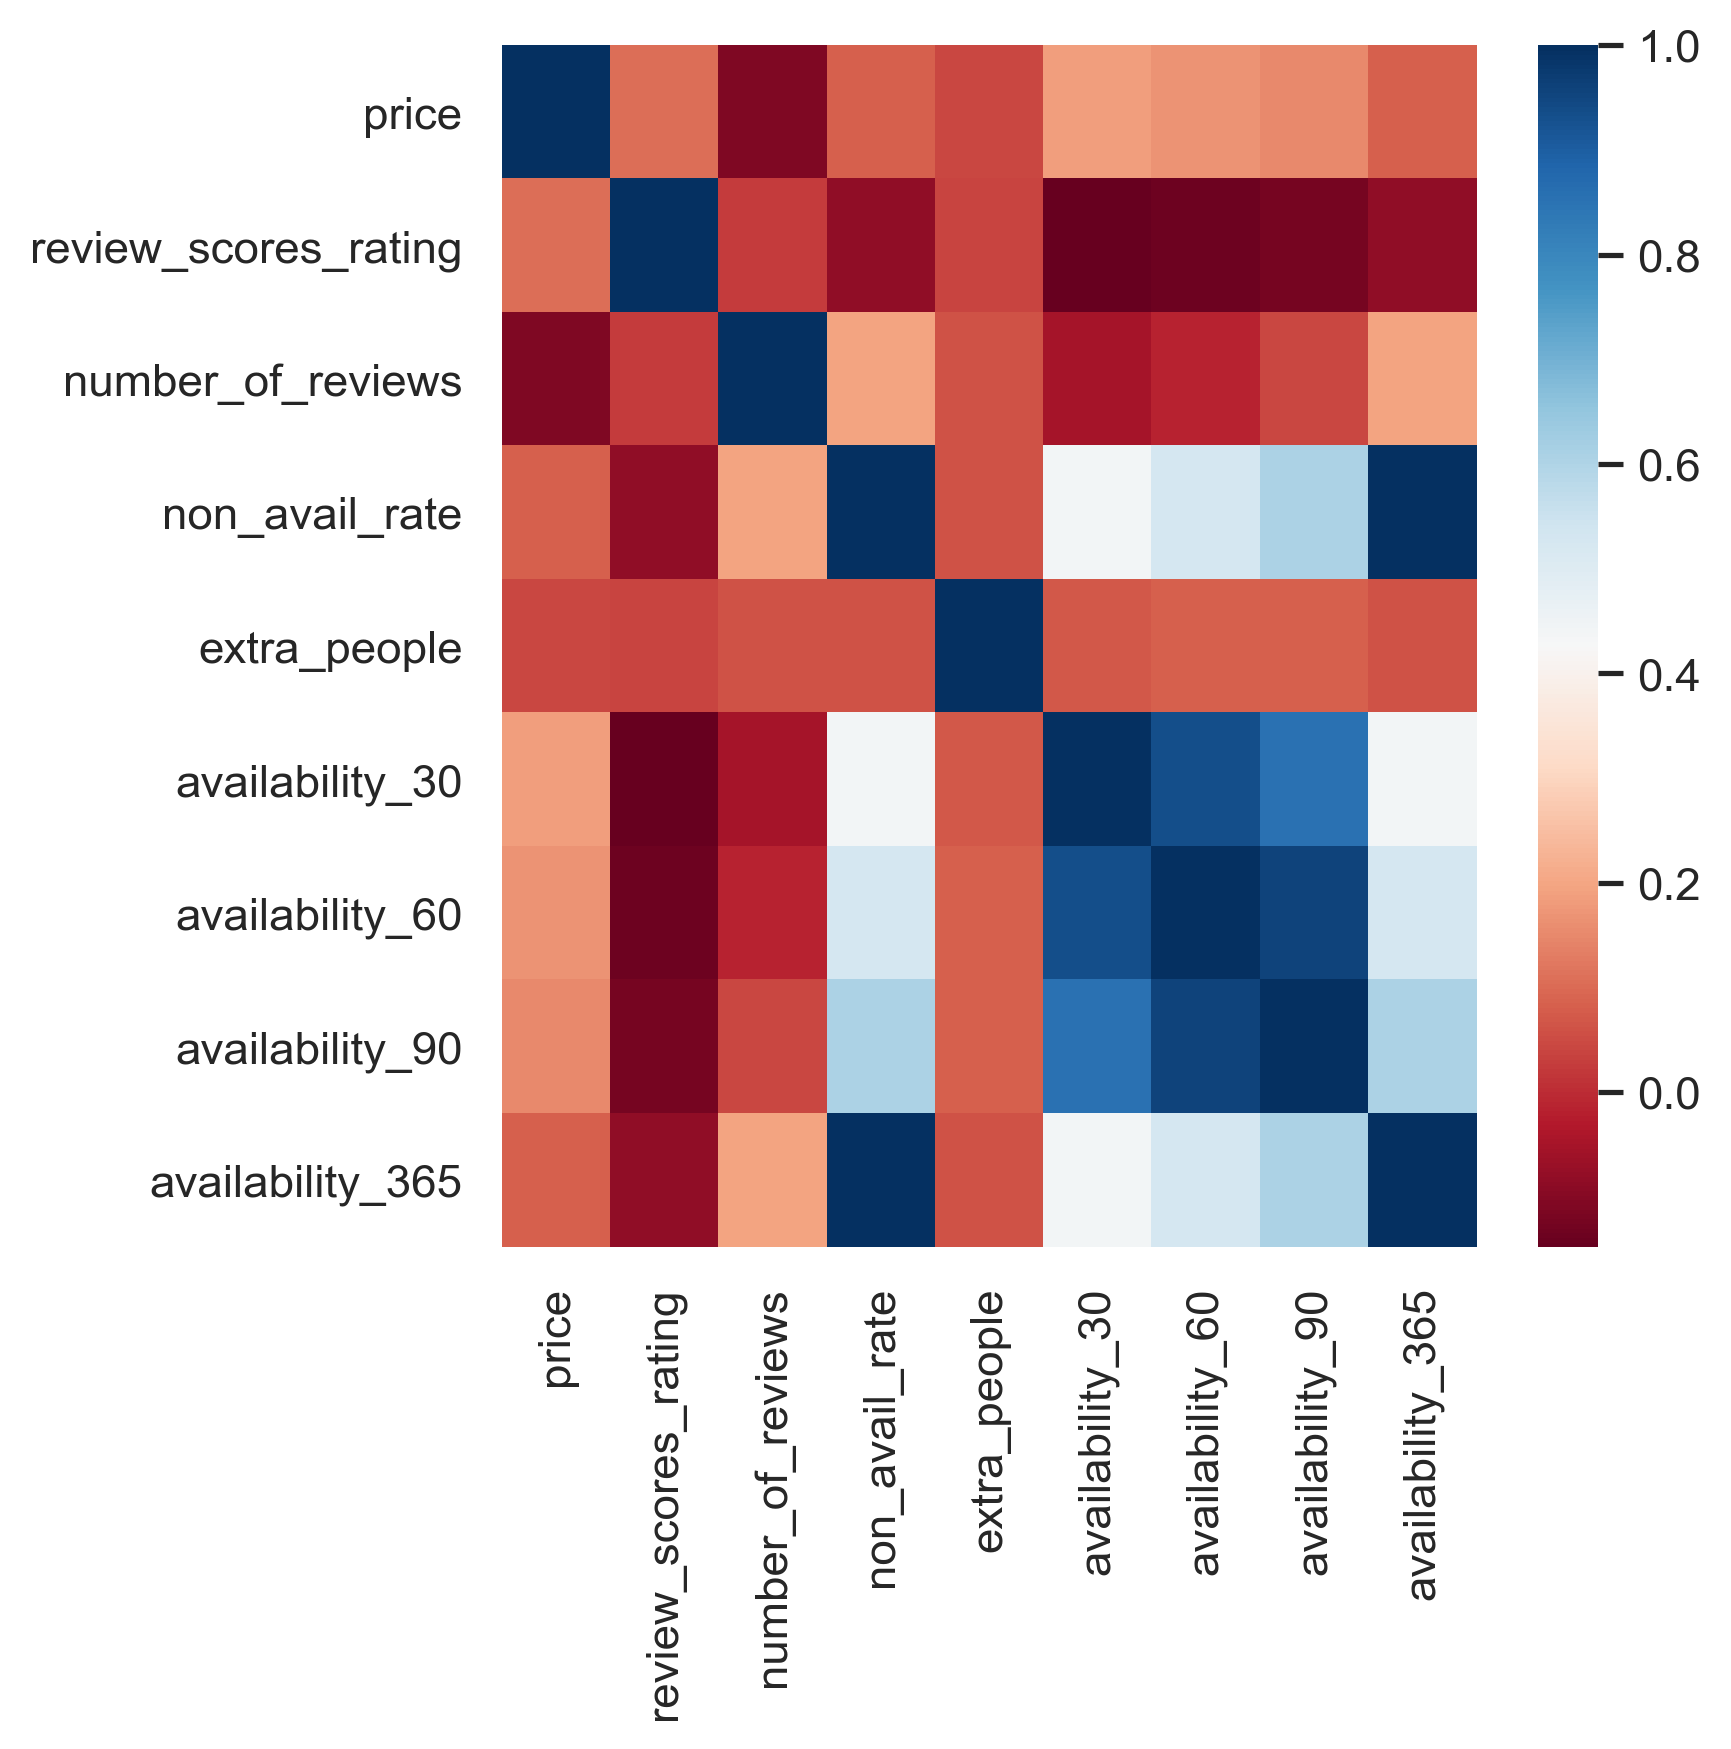 price
review_scores_rating
number_of_reviews
non_avail_rate
extra_people
availability_30
availability_60
availability_90
availability_365
price
review_scores_rating
number_of_reviews
non_avail_rate
extra_people
availability_30
availability_60
availability_90
availability_365
1.0
0.8
0.6
0.4
0.2
0.0